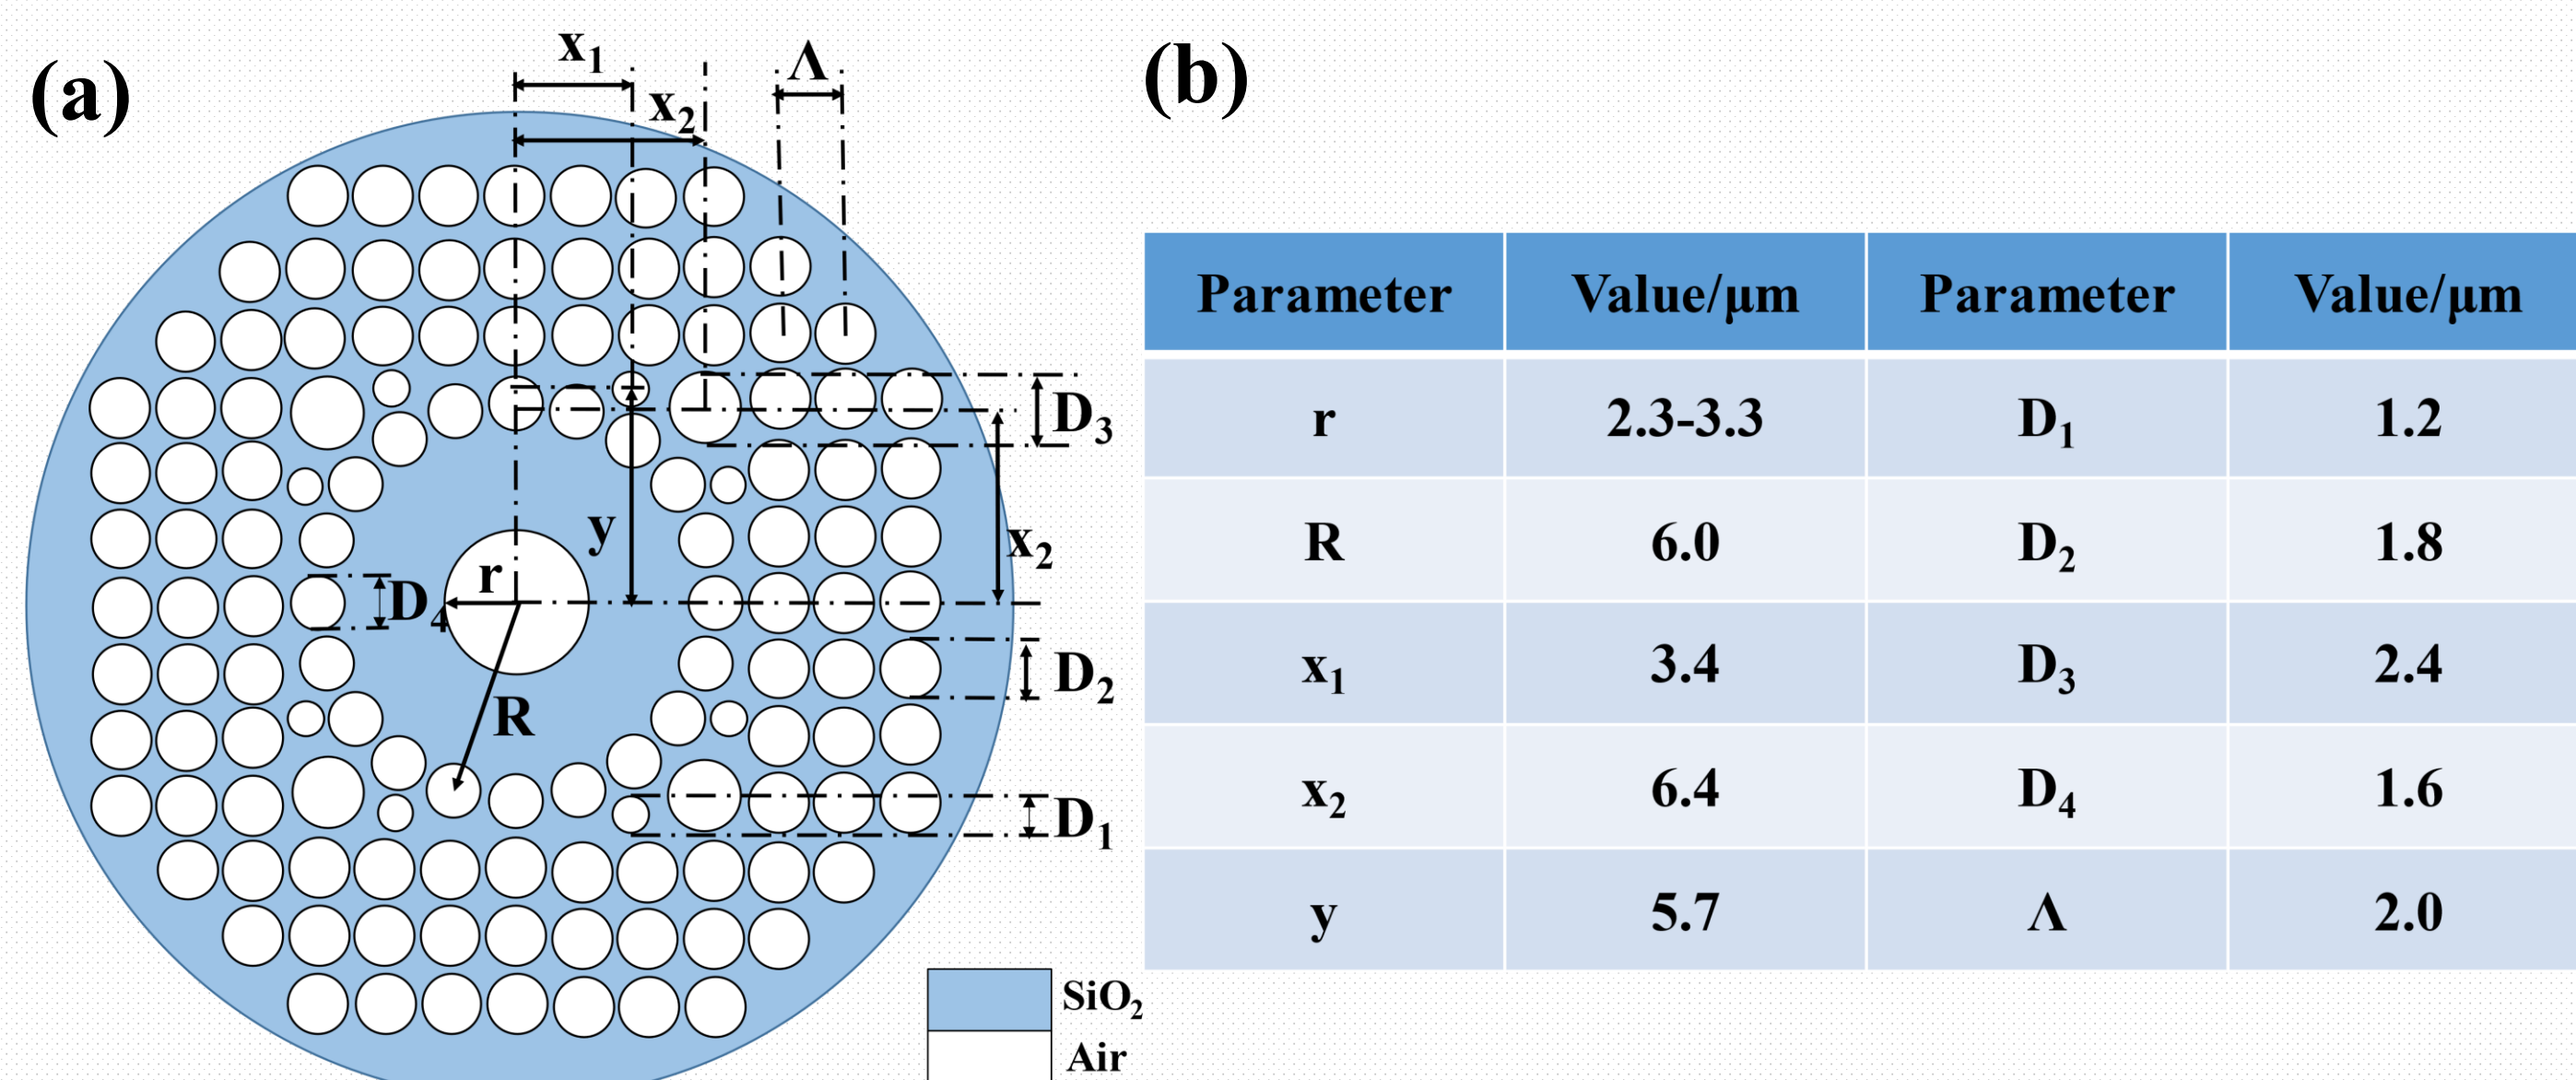 (a)
x₁
x₂
Λ
D₃
y
x₂
r
D₄
D₂
R
D₁
SiO₂
Air
(b)
Parameter Value/μm Parameter Value/μm
r 2.3-3.3 D₁ 1.2
R 6.0 D₂ 1.8
x₁ 3.4 D₃ 2.4
x₂ 6.4 D₄ 1.6
y 5.7 Λ 2.0